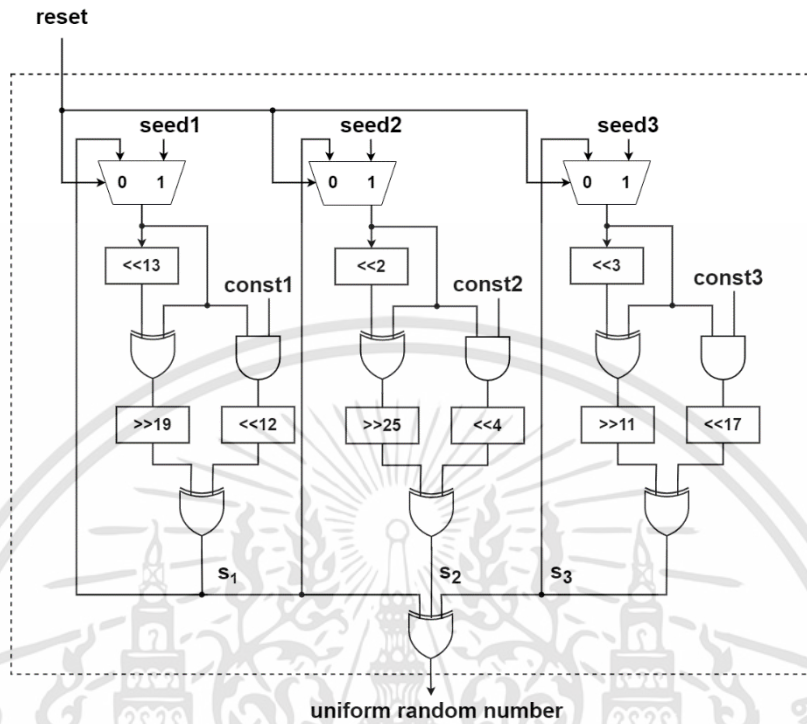 reset
seed1 seed2 seed3
0 1 0 1 0 1
<<13 <<2 <<3
const1 const2 const3
>>19 <<12 >>25 <<4 >>11 <<17
s₁ s₂ s₃
uniform random number